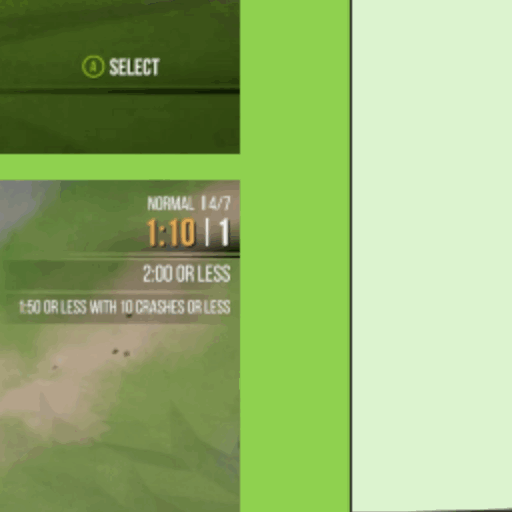 A SELECT
NORMAL | 4/7
1:10 | 1
2:00 OR LESS
1:50 OR LESS WITH 10 CRASHES OR LESS